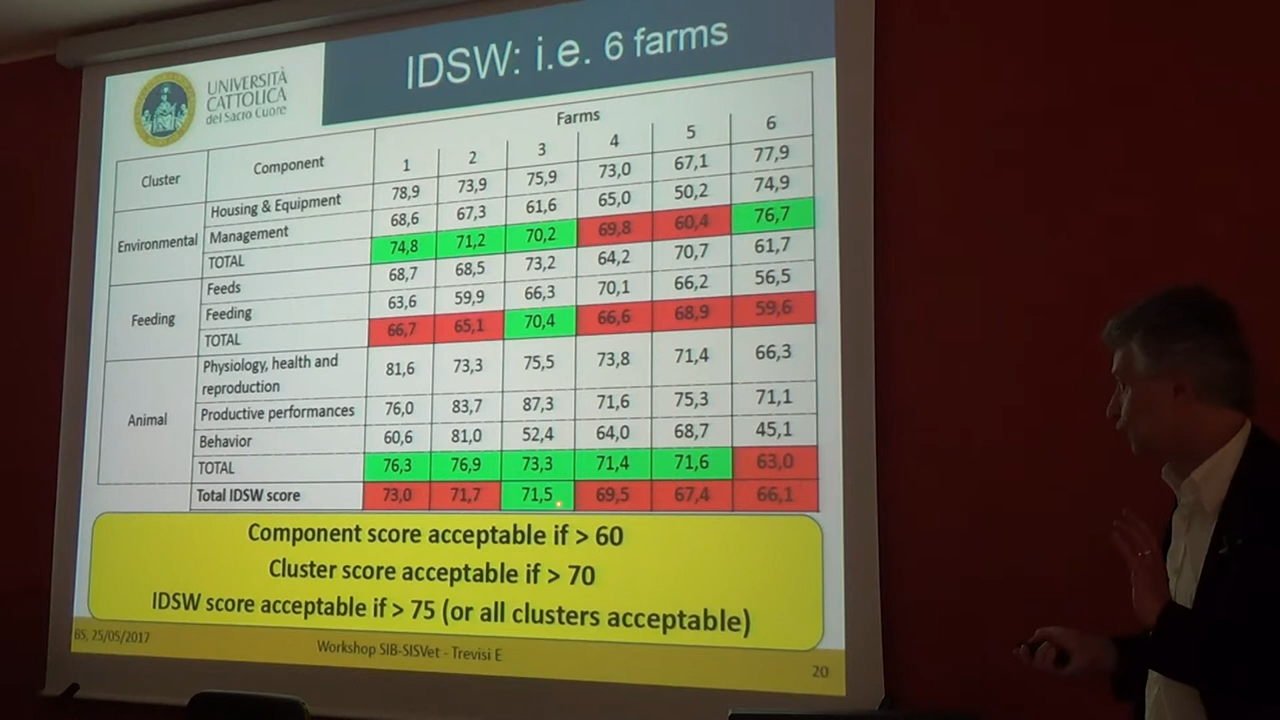 IDSW: i.e. 6 farms
UNIVERSITÀ
CATTOLICA
del Sacro Cuore
Farms
Cluster Component 1 2 3 4 5 6
Environmental
Housing & Equipment 78,9 73,9 75,9 73,0 67,1 77,9
Management 68,6 67,3 61,6 65,0 50,2 74,9
TOTAL 74,8 71,2 70,2 69,8 60,4 76,7
Feeding
Feeds 68,7 68,5 73,2 64,2 70,7 61,7
Feeding 63,6 59,9 66,3 70,1 66,2 56,5
TOTAL 66,7 65,1 70,4 66,6 68,9 59,6
Animal
Physiology, health and
reproduction 81,6 73,3 75,5 73,8 71,4 66,3
Productive performances 76,0 83,7 87,3 71,6 75,3 71,1
Behavior 60,6 81,0 52,4 64,0 68,7 45,1
TOTAL 76,3 76,9 73,3 71,4 71,6 63,0
Total IDSW score 73,0 71,7 71,5 69,5 67,4 66,1
Component score acceptable if > 60
Cluster score acceptable if > 70
IDSW score acceptable if > 75 (or all clusters acceptable)
BS, 25/05/2017
Workshop SIB-SISVet - Trevisi E
20